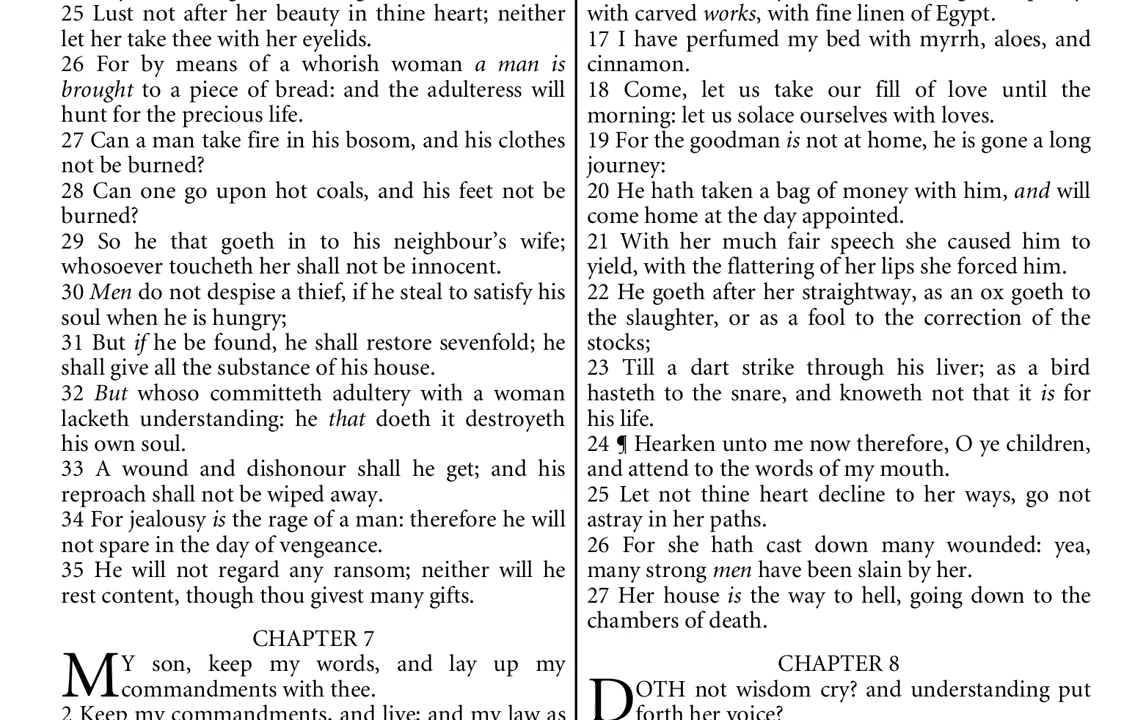 25 Lust not after her beauty in thine heart; neither
let her take thee with her eyelids.
26 For by means of a whorish woman a man is
brought to a piece of bread: and the adulteress will
hunt for the precious life.
27 Can a man take fire in his bosom, and his clothes
not be burned?
28 Can one go upon hot coals, and his feet not be
burned?
29 So he that goeth in to his neighbour’s wife;
whosoever toucheth her shall not be innocent.
30 Men do not despise a thief, if he steal to satisfy his
soul when he is hungry;
31 But if he be found, he shall restore sevenfold; he
shall give all the substance of his house.
32 But whoso committeth adultery with a woman
lacketh understanding: he that doeth it destroyeth
his own soul.
33 A wound and dishonour shall he get; and his
reproach shall not be wiped away.
34 For jealousy is the rage of a man: therefore he will
not spare in the day of vengeance.
35 He will not regard any ransom; neither will he
rest content, though thou givest many gifts.
CHAPTER 7
MY son, keep my words, and lay up my
commandments with thee.
2 Keep my commandments, and live; and my law as
with carved works, with fine linen of Egypt.
17 I have perfumed my bed with myrrh, aloes, and
cinnamon.
18 Come, let us take our fill of love until the
morning: let us solace ourselves with loves.
19 For the goodman is not at home, he is gone a long
journey:
20 He hath taken a bag of money with him, and will
come home at the day appointed.
21 With her much fair speech she caused him to
yield, with the flattering of her lips she forced him.
22 He goeth after her straightway, as an ox goeth to
the slaughter, or as a fool to the correction of the
stocks;
23 Till a dart strike through his liver; as a bird
hasteth to the snare, and knoweth not that it is for
his life.
24 ¶ Hearken unto me now therefore, O ye children,
and attend to the words of my mouth.
25 Let not thine heart decline to her ways, go not
astray in her paths.
26 For she hath cast down many wounded: yea,
many strong men have been slain by her.
27 Her house is the way to hell, going down to the
chambers of death.
CHAPTER 8
DOTH not wisdom cry? and understanding put
forth her voice?